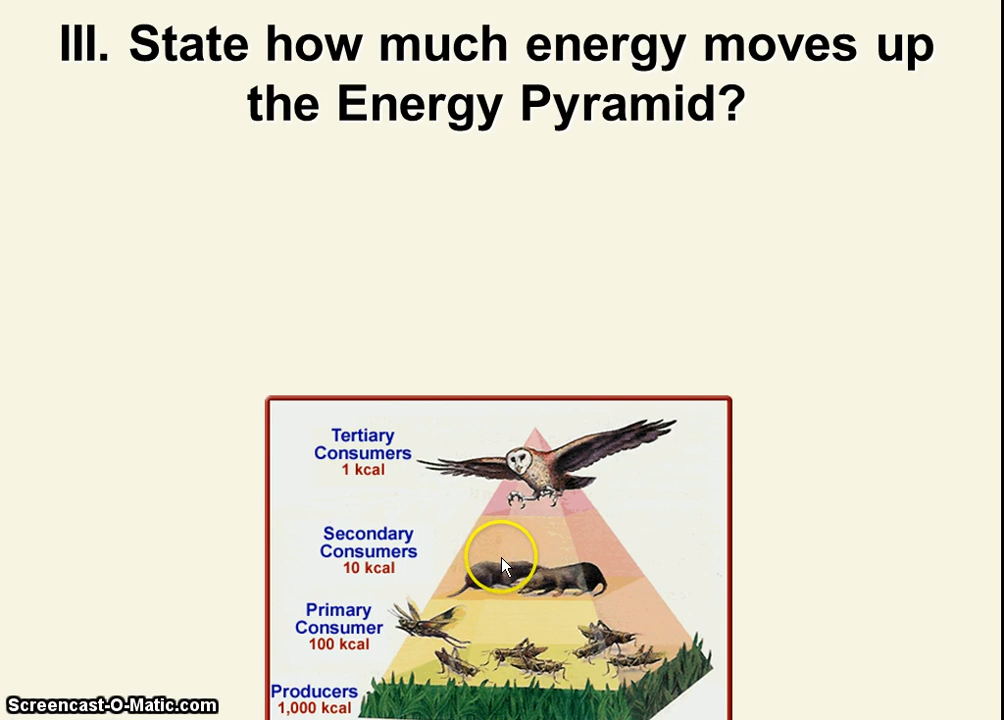 III. State how much energy moves up
the Energy Pyramid?
Tertiary
Consumers
1 kcal
Secondary
Consumers
10 kcal
Primary
Consumer
100 kcal
Producers
1,000 kcal
Screencast-O-Matic.com